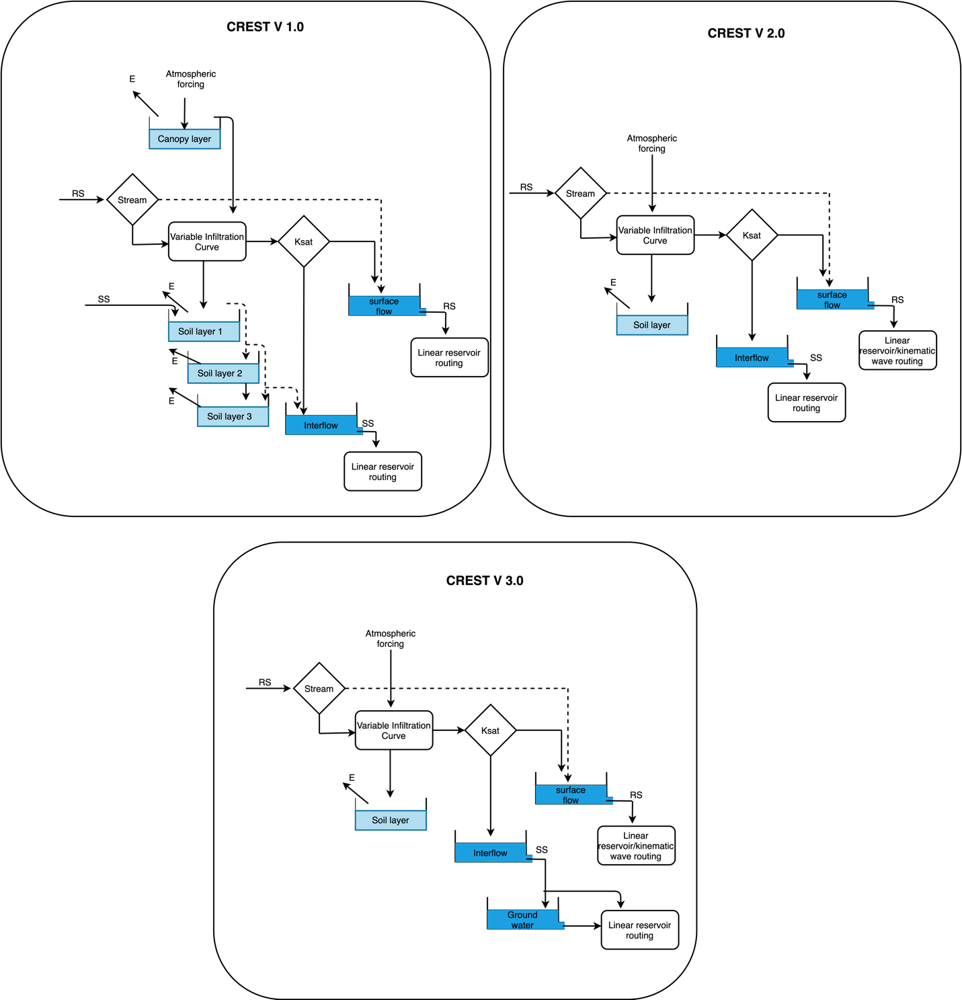 CREST V 1.0
E
Atmospheric
forcing
Canopy layer
RS
Stream
Variable Infiltration
Curve
Ksat
SS
E
Soil layer 1
surface
flow
RS
Linear reservoir
routing
E
Soil layer 2
E
Soil layer 3
Interflow
SS
Linear reservoir
routing
CREST V 2.0
Atmospheric
forcing
RS
Stream
Variable Infiltration
Curve
Ksat
E
Soil layer
surface
flow
RS
Linear
reservoir/kinematic
wave routing
Interflow
SS
Linear reservoir
routing
CREST V 3.0
Atmospheric
forcing
RS
Stream
Variable Infiltration
Curve
Ksat
E
Soil layer
surface
flow
RS
Linear
reservoir/kinematic
wave routing
Interflow
SS
Ground
water
Linear reservoir
routing